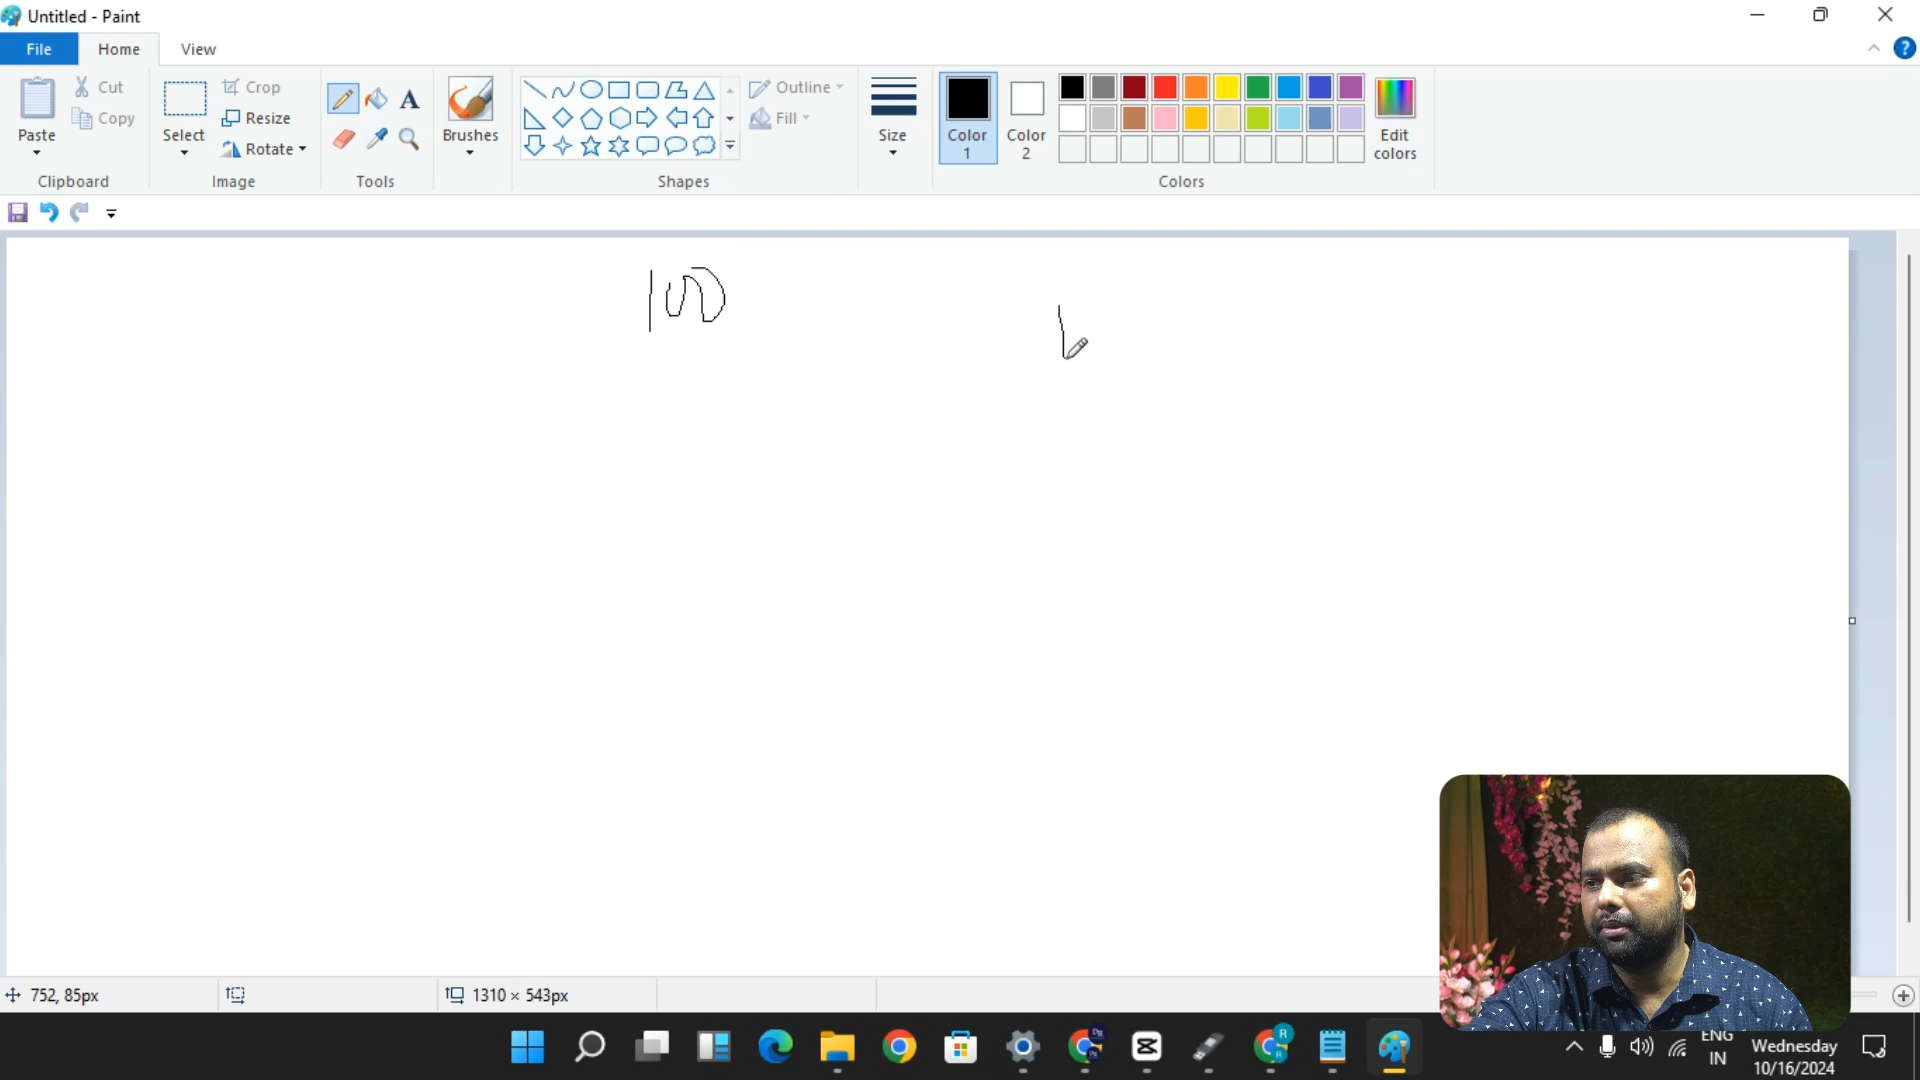 Untitled - Paint
File Home View
Paste
Cut
Copy
Clipboard
Select
Crop
Resize
Rotate
Image
Tools
Brushes
Shapes
Outline
Fill
Size
Color 1
Color 2
Edit colors
Colors
100
752, 85px
1310 × 543px
ENG
IN
Wednesday
10/16/2024